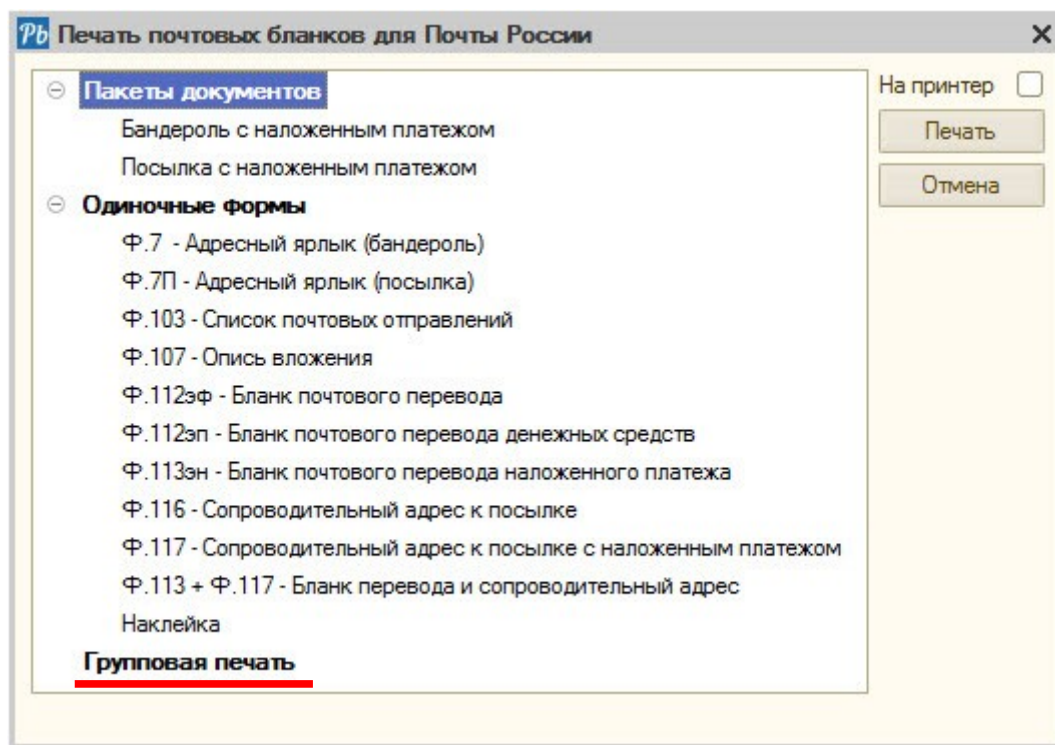 Pb Печать почтовых бланков для Почты России
Пакеты документов
Бандероль с наложенным платежом
Посылка с наложенным платежом
Одиночные формы
Ф.7 - Адресный ярлык (бандероль)
Ф.7П - Адресный ярлык (посылка)
Ф.103 - Список почтовых отправлений
Ф.107 - Опись вложения
Ф.112эф - Бланк почтового перевода
Ф.112эп - Бланк почтового перевода денежных средств
Ф.113эн - Бланк почтового перевода наложенного платежа
Ф.116 - Сопроводительный адрес к посылке
Ф.117 - Сопроводительный адрес к посылке с наложенным платежом
Ф.113 + Ф.117 - Бланк перевода и сопроводительный адрес
Наклейка
Групповая печать
На принтер
Печать
Отмена